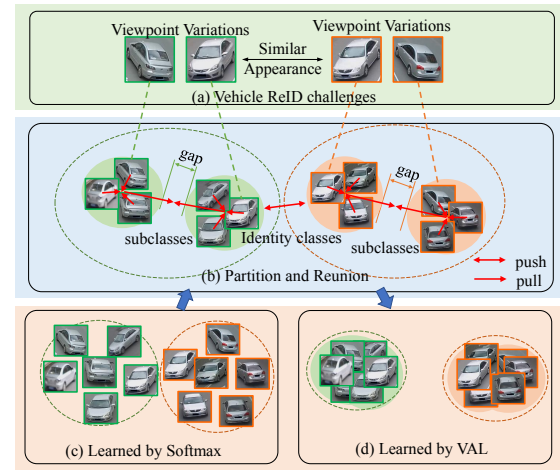 Viewpoint Variations
Similar
Appearance
Viewpoint Variations
(a) Vehicle ReID challenges
gap
gap
subclasses
Identity classes
subclasses
(b) Partition and Reunion
push
pull
(c) Learned by Softmax
(d) Learned by VAL